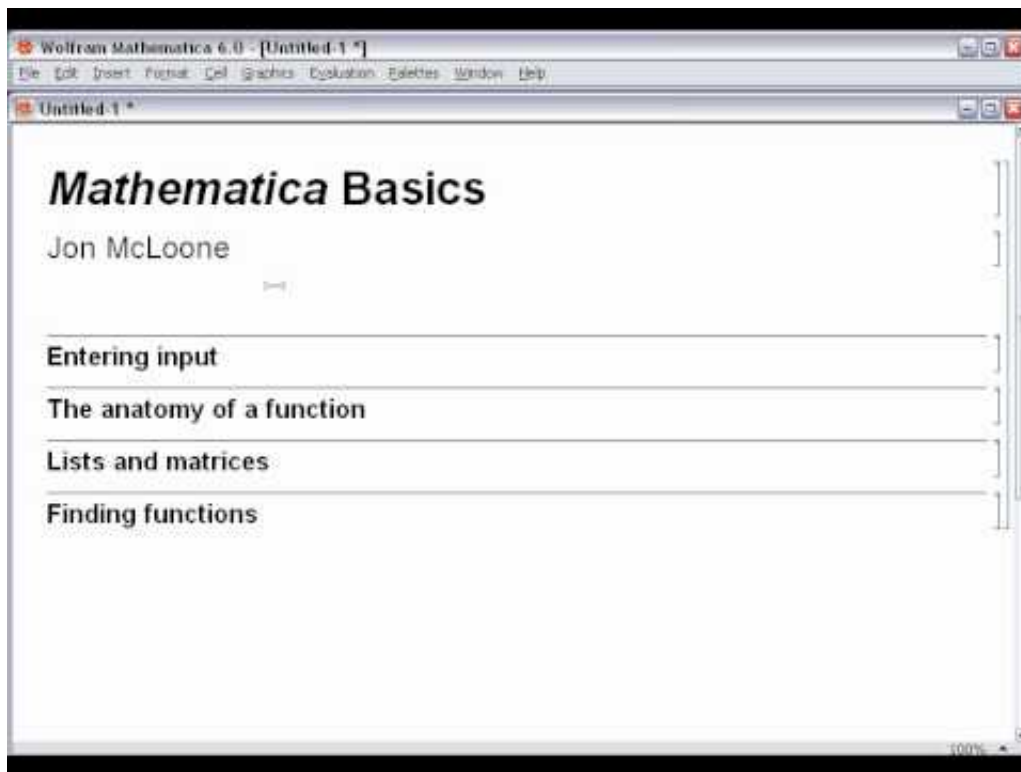 Wolfram Mathematica 6.0 - [Untitled-1 *]
File Edit Insert Format Cell Graphics Evaluation Palettes Window Help
Untitled-1 *
Mathematica Basics
Jon McLoone
Entering input
The anatomy of a function
Lists and matrices
Finding functions
100%